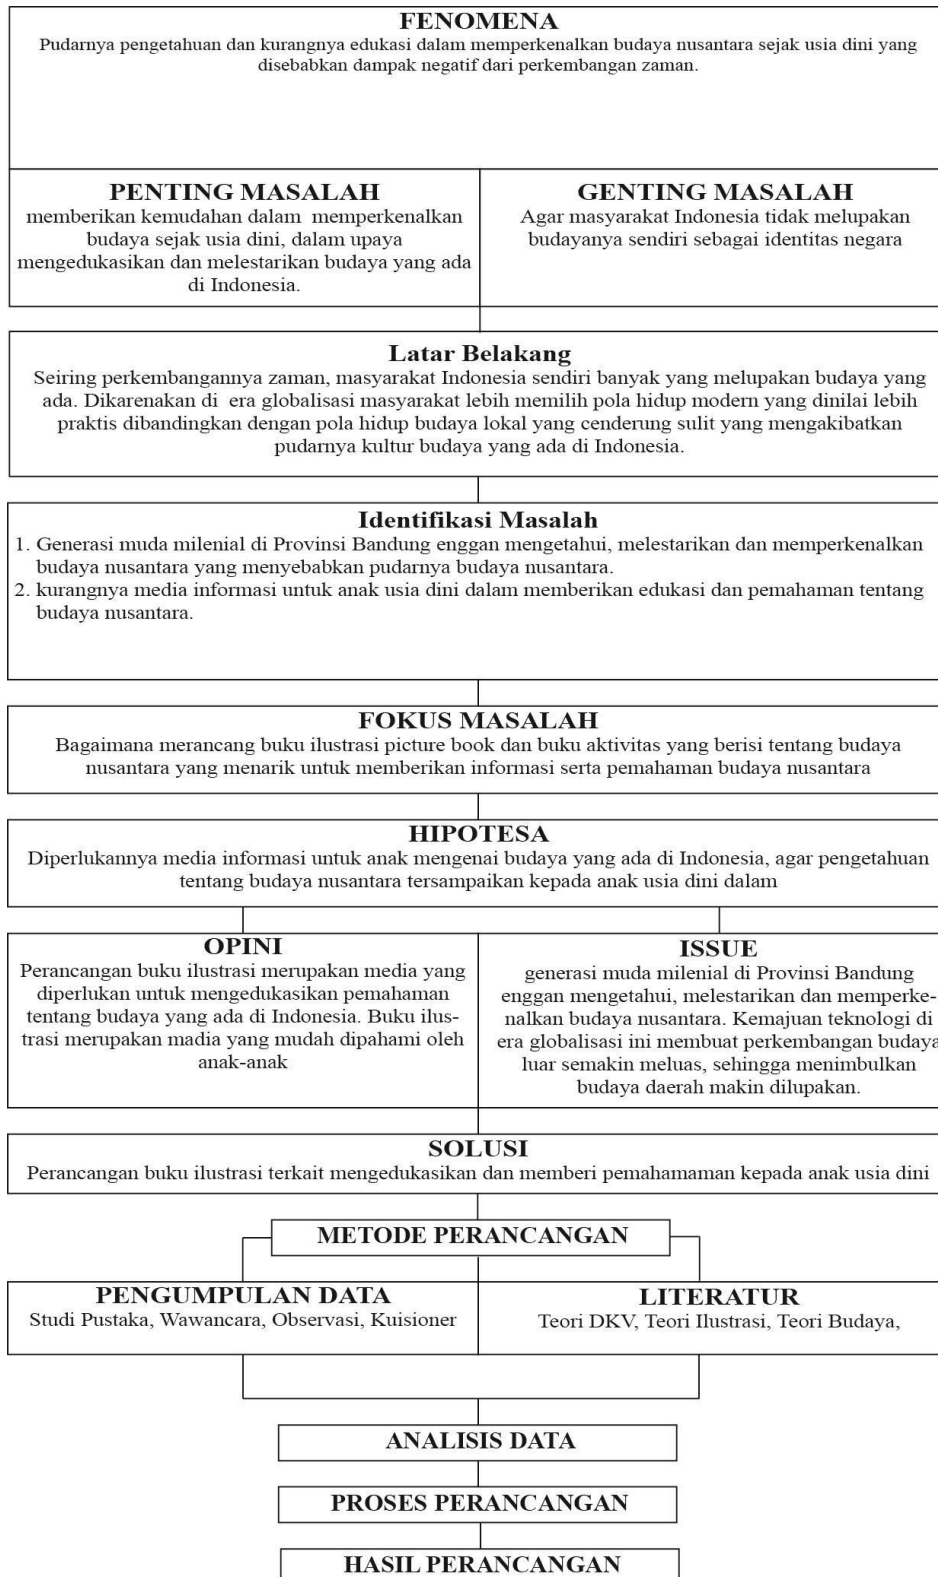 FENOMENA
Pudarnya pengetahuan dan kurangnya edukasi dalam memperkenalkan budaya nusantara sejak usia dini yang
disebabkan dampak negatif dari perkembangan zaman.
PENTING MASALAH
memberikan kemudahan dalam memperkenalkan
budaya sejak usia dini, dalam upaya
mengedukasikan dan melestarikan budaya yang ada
di Indonesia.
GENTING MASALAH
Agar masyarakat Indonesia tidak melupakan
budayanya sendiri sebagai identitas negara
Latar Belakang
Seiring perkembangannya zaman, masyarakat Indonesia sendiri banyak yang melupakan budaya yang
ada. Dikarenakan di era globalisasi masyarakat lebih memilih pola hidup modern yang dinilai lebih
praktis dibandingkan dengan pola hidup budaya lokal yang cenderung sulit yang mengakibatkan
pudarnya kultur budaya yang ada di Indonesia.
Identifikasi Masalah
1. Generasi muda milenial di Provinsi Bandung enggan mengetahui, melestarikan dan memperkenalkan
budaya nusantara yang menyebabkan pudarnya budaya nusantara.
2. kurangnya media informasi untuk anak usia dini dalam memberikan edukasi dan pemahaman tentang
budaya nusantara.
FOKUS MASALAH
Bagaimana merancang buku ilustrasi picture book dan buku aktivitas yang berisi tentang budaya
nusantara yang menarik untuk memberikan informasi serta pemahaman budaya nusantara
HIPOTESA
Diperlukannya media informasi untuk anak mengenai budaya yang ada di Indonesia, agar pengetahuan
tentang budaya nusantara tersampaikan kepada anak usia dini dalam
OPINI
Perancangan buku ilustrasi merupakan media yang
diperlukan untuk mengedukasikan pemahaman
tentang budaya yang ada di Indonesia. Buku ilus-
trasi merupakan madia yang mudah dipahami oleh
anak-anak
ISSUE
generasi muda milenial di Provinsi Bandung
enggan mengetahui, melestarikan dan memperke-
nalkan budaya nusantara. Kemajuan teknologi di
era globalisasi ini membuat perkembangan budaya
luar semakin meluas, sehingga menimbulkan
budaya daerah makin dilupakan.
SOLUSI
Perancangan buku ilustrasi terkait mengedukasikan dan memberi pemahamaman kepada anak usia dini
METODE PERANCANGAN
PENGUMPULAN DATA
Studi Pustaka, Wawancara, Observasi, Kuisioner
LITERATUR
Teori DKV, Teori Ilustrasi, Teori Budaya,
ANALISIS DATA
PROSES PERANCANGAN
HASIL PERANCANGAN